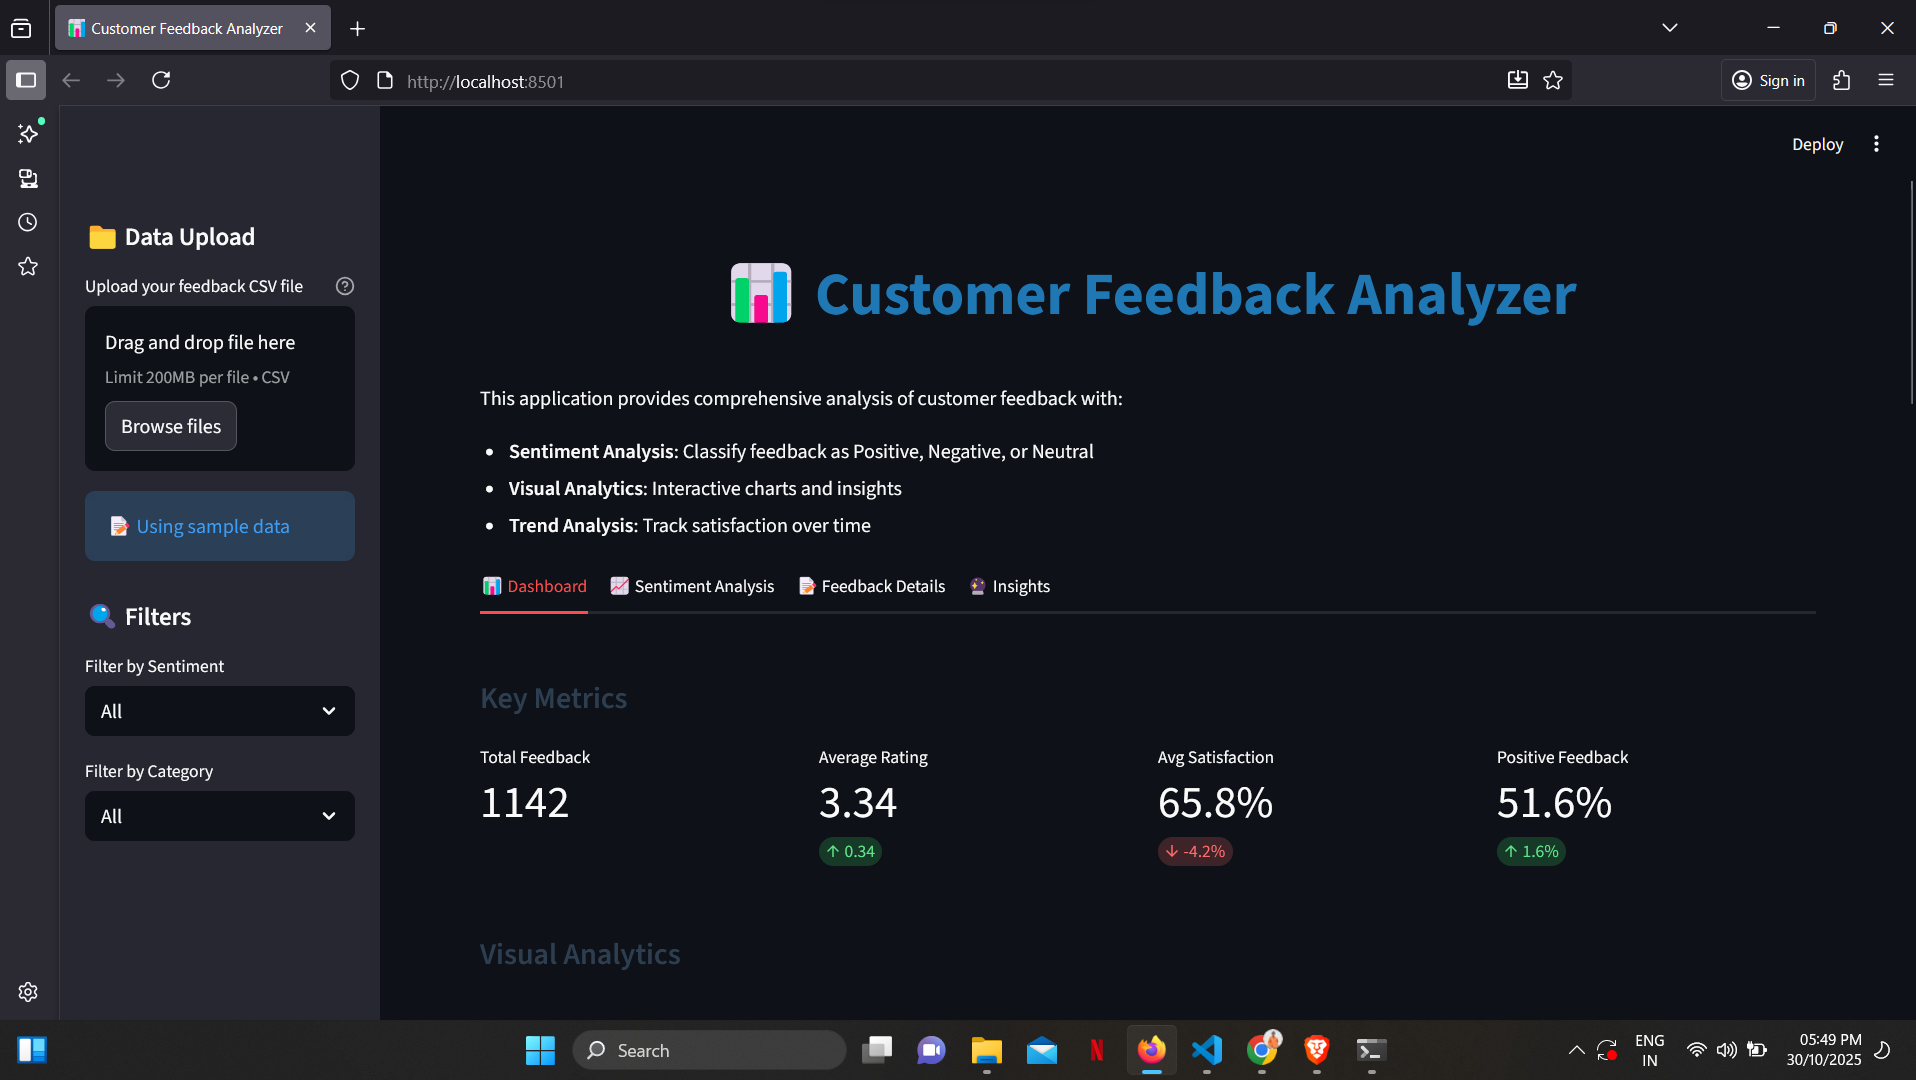 Customer Feedback Analyzer
http://localhost:8501
Sign in
Deploy
Data Upload
Upload your feedback CSV file
Drag and drop file here
Limit 200MB per file • CSV
Browse files
Using sample data
Filters
Filter by Sentiment
All
Filter by Category
All
Customer Feedback Analyzer
This application provides comprehensive analysis of customer feedback with:
• Sentiment Analysis: Classify feedback as Positive, Negative, or Neutral
• Visual Analytics: Interactive charts and insights
• Trend Analysis: Track satisfaction over time
Dashboard Sentiment Analysis Feedback Details Insights
Key Metrics
Total Feedback
1142
Average Rating
3.34
↑ 0.34
Avg Satisfaction
65.8%
↓ -4.2%
Positive Feedback
51.6%
↑ 1.6%
Visual Analytics
Search
ENG
IN
05:49 PM
30/10/2025